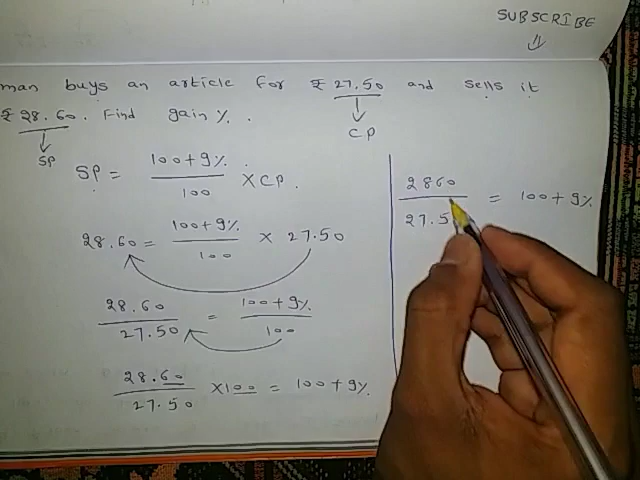 SUBSCRIBE
man buys an article for ₹ 27.50 and sells it
₹ 28.60. Find gain %.
SP
CP
SP = 100+g% / 100 × CP.
28.60 = 100+g% / 100 × 27.50
28.60 / 27.50 = 100+g% / 100
28.60 / 27.50 × 100 = 100+g%.
2860 / 27.5 = 100+g%